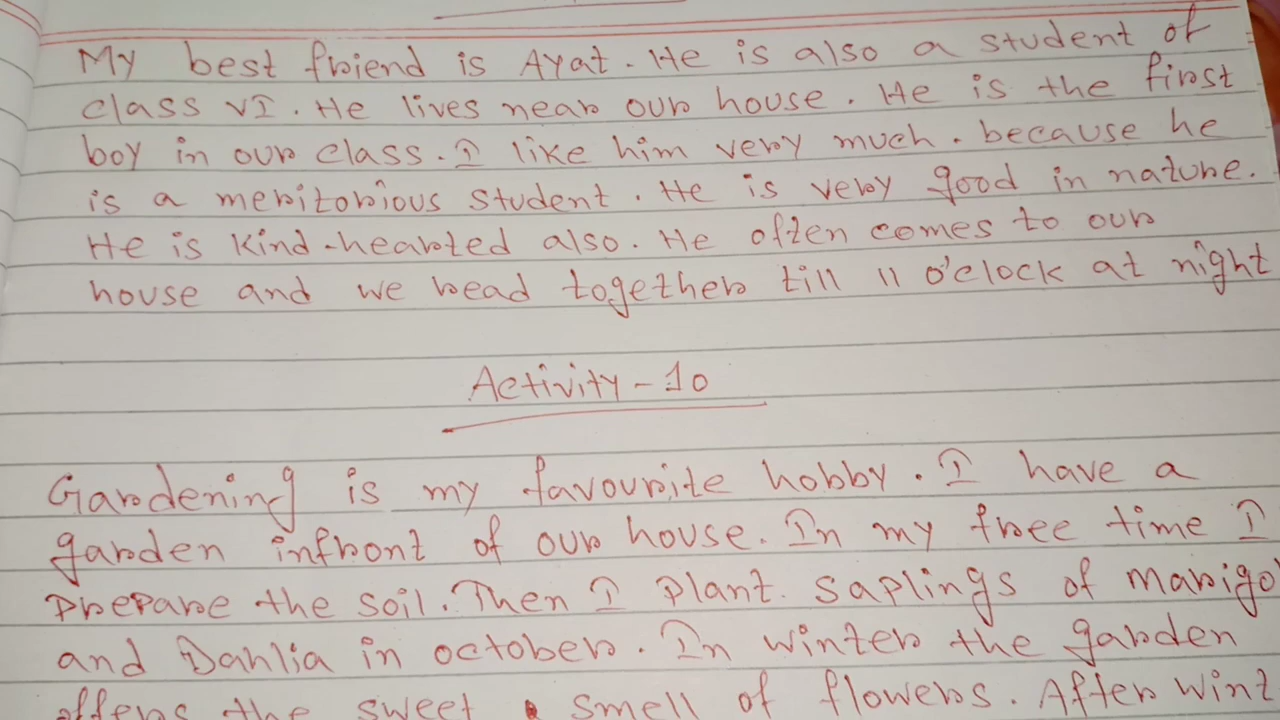 My best friend is Ayat. He is also a student of
class VI. He lives near our house. He is the first
boy in our class. I like him very much. because he
is a meritorious student. He is very good in nature.
He is kind-hearted also. He often comes to our
house and we read together till 11 o'clock at night
Activity-10
Gardening is my favourite hobby. I have a
garden infront of our house. In my free time I
Prepare the soil. Then I plant. saplings of marigo
and Dahlia in october. In winter the garden
offers the sweet smell of flowers. After wint